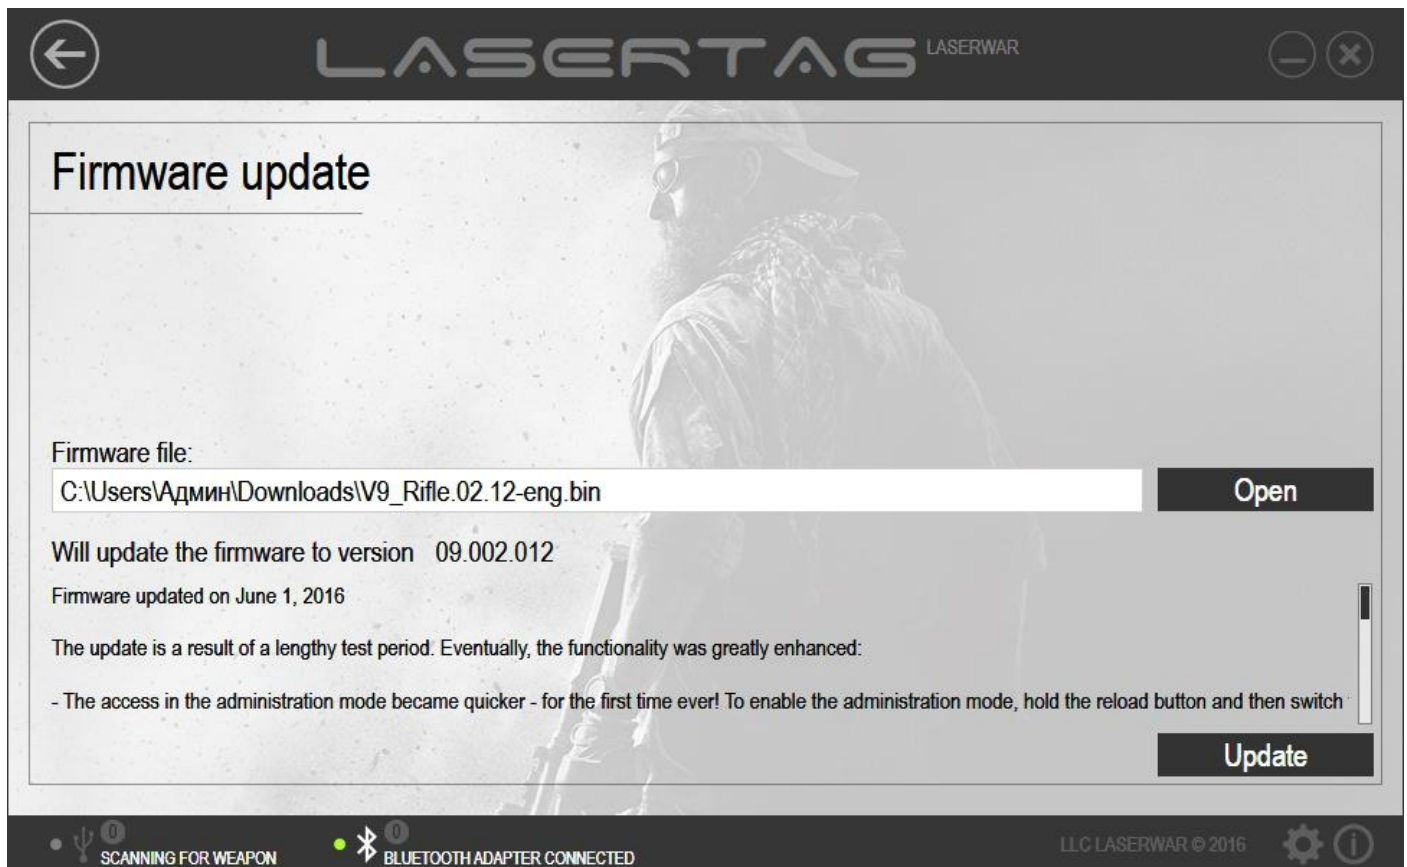 LASERTAG LASERWAR
Firmware update
Firmware file:
C:\Users\Админ\Downloads\V9_Rifle.02.12-eng.bin Open
Will update the firmware to version 09.002.012
Firmware updated on June 1, 2016
The update is a result of a lengthy test period. Eventually, the functionality was greatly enhanced:
- The access in the administration mode became quicker - for the first time ever! To enable the administration mode, hold the reload button and then switch
Update
0 0
SCANNING FOR WEAPON BLUETOOTH ADAPTER CONNECTED LLC LASERWAR © 2016